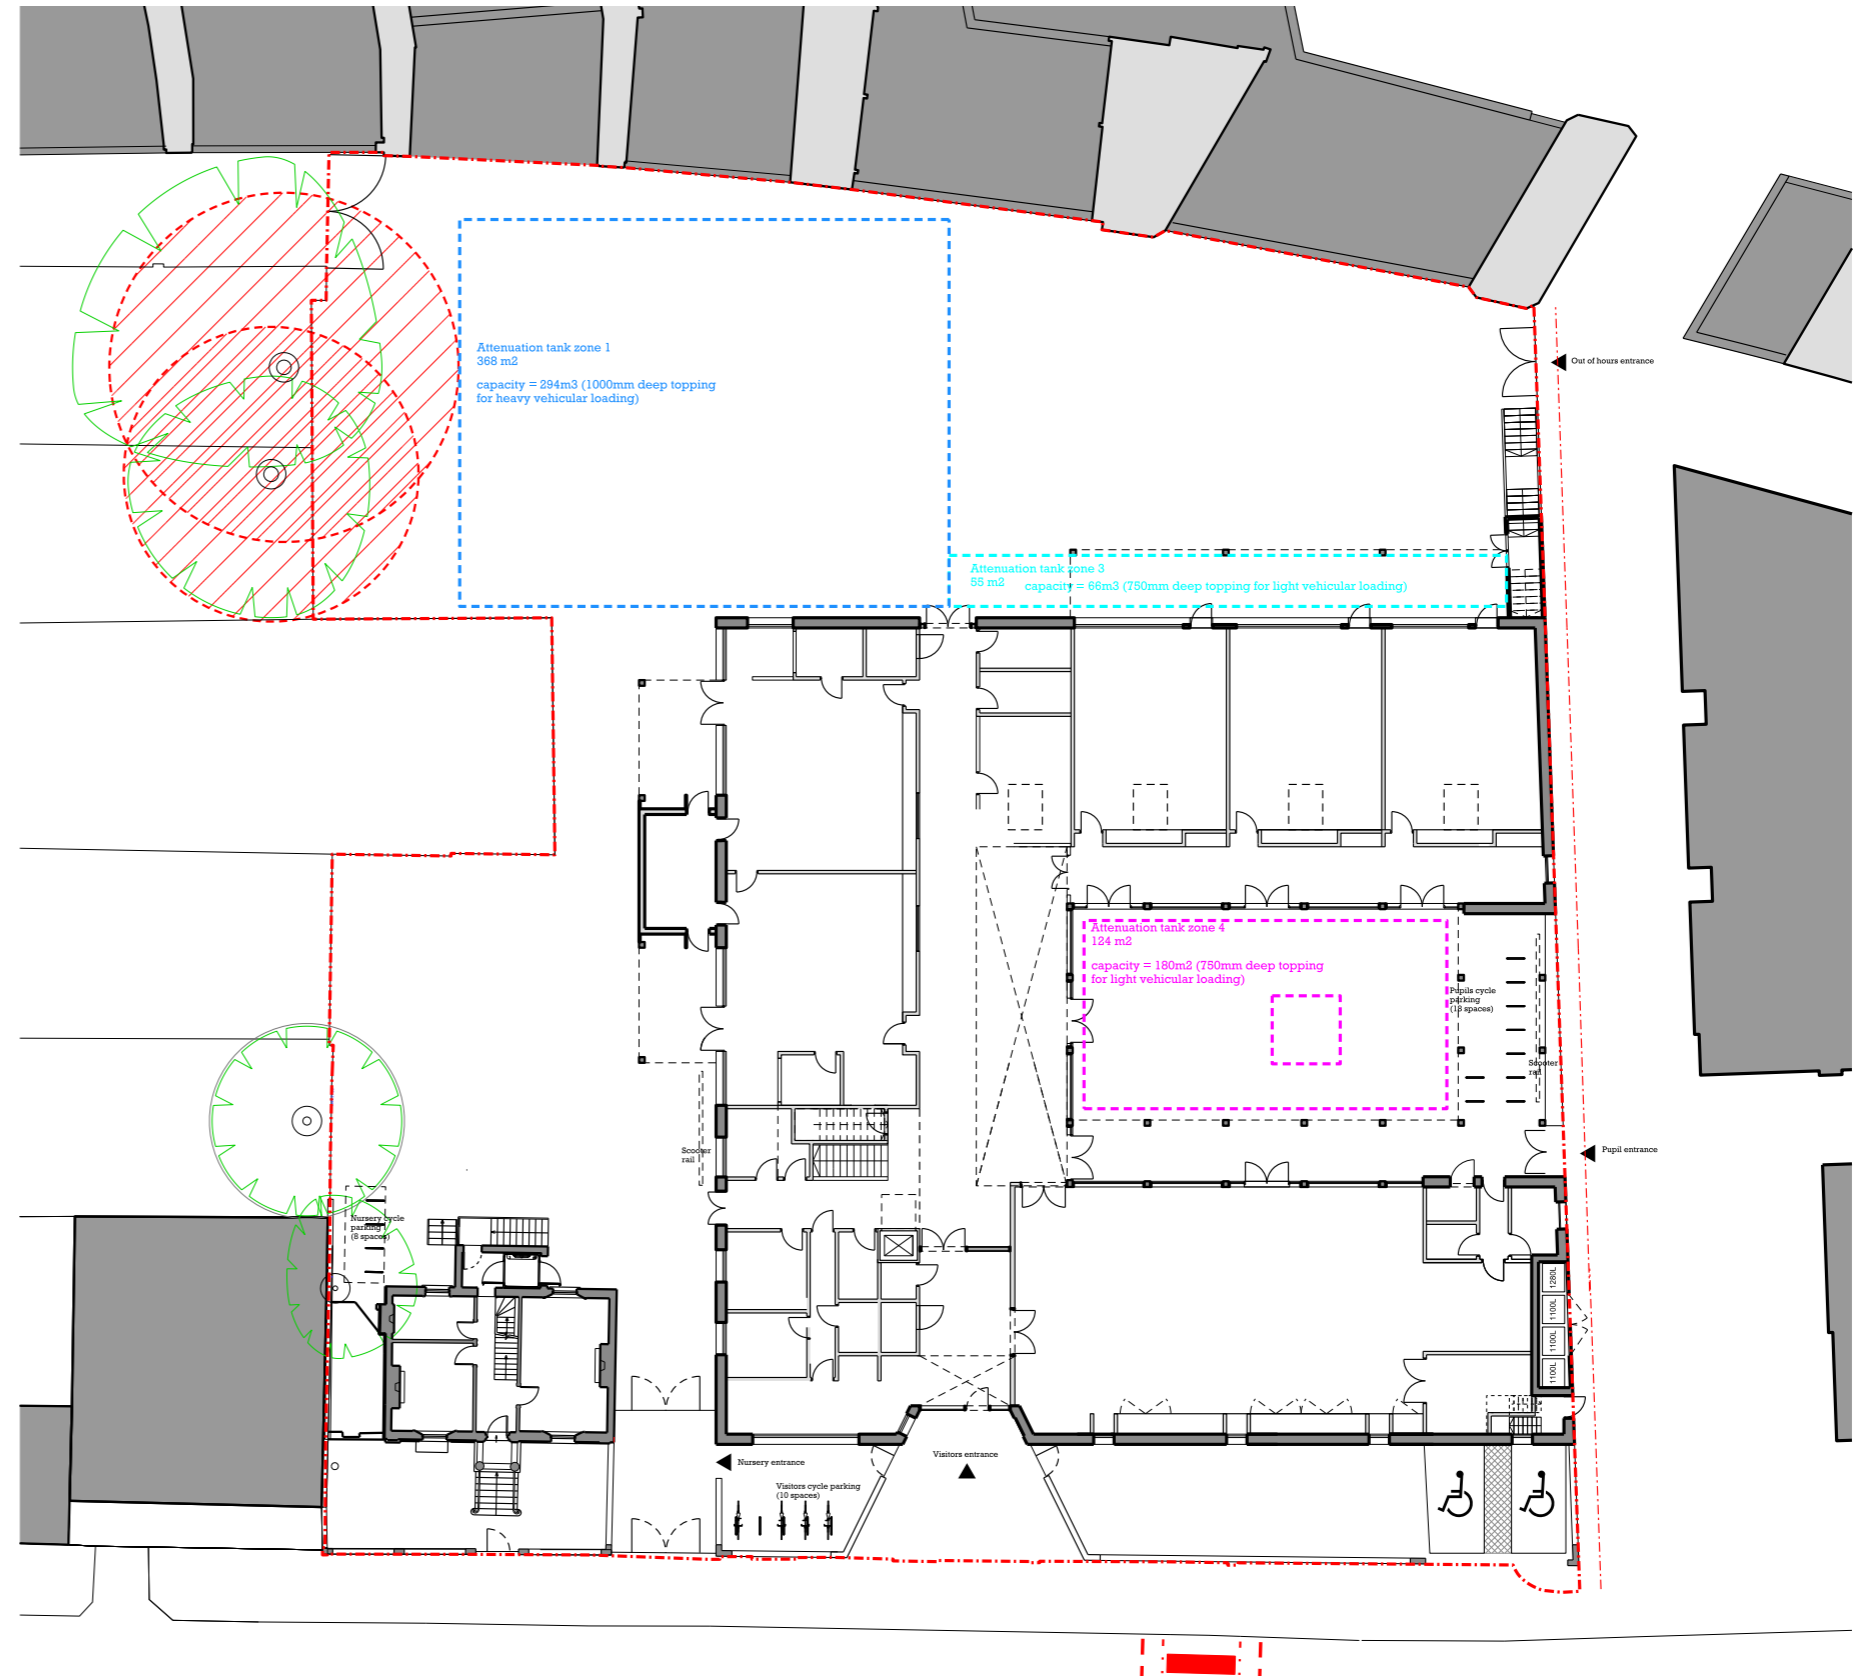 Attenuation tank zone 1
368 m2
capacity = 294m3 (1000mm deep topping
for heavy vehicular loading)
Out of hours entrance
Attenuation tank zone 3
55 m2
capacity = 66m3 (750mm deep topping for light vehicular loading)
Attenuation tank zone 4
124 m2
capacity = 180m2 (750mm deep topping
for light vehicular loading)
Pupils cycle
parking
(18 spaces)
Scooter
rail
Pupil entrance
Scooter
rail
Nursery cycle
parking
(8 spaces)
1280L
1100L
1100L
1100L
Nursery entrance
Visitors entrance
Visitors cycle parking
(10 spaces)